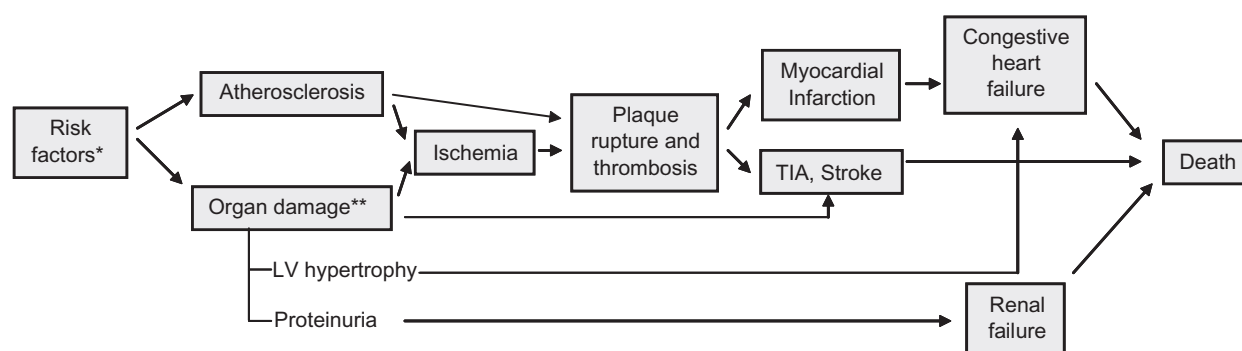 Risk
factors*
Atherosclerosis
Organ damage**
LV hypertrophy
Proteinuria
Ischemia
Plaque
rupture and
thrombosis
Myocardial
Infarction
TIA, Stroke
Congestive
heart
failure
Renal
failure
Death